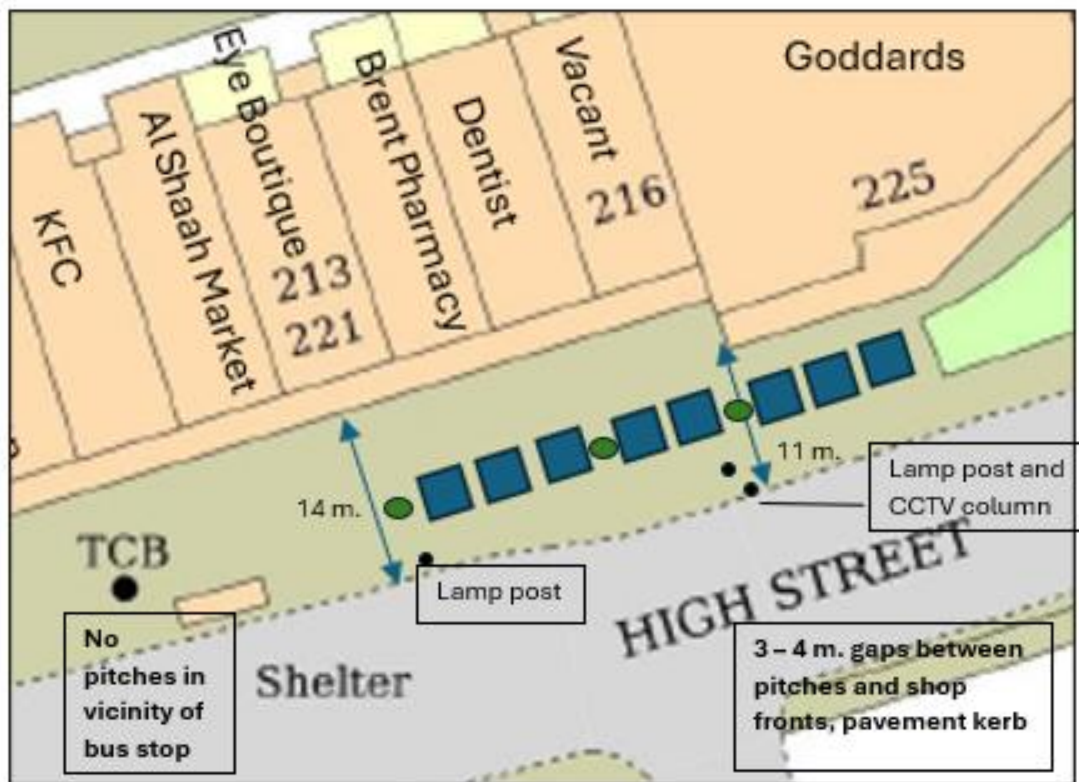 Goddards
Vacant
216
225
Dentist
Brent Pharmacy
Eye Boutique
213
221
Al Shaah Market
KFC
14 m.
11 m.
Lamp post and
CCTV column
TCB
Lamp post
HIGH STREET
Shelter
No
pitches in
vicinity of
bus stop
3 – 4 m. gaps between
pitches and shop
fronts, pavement kerb